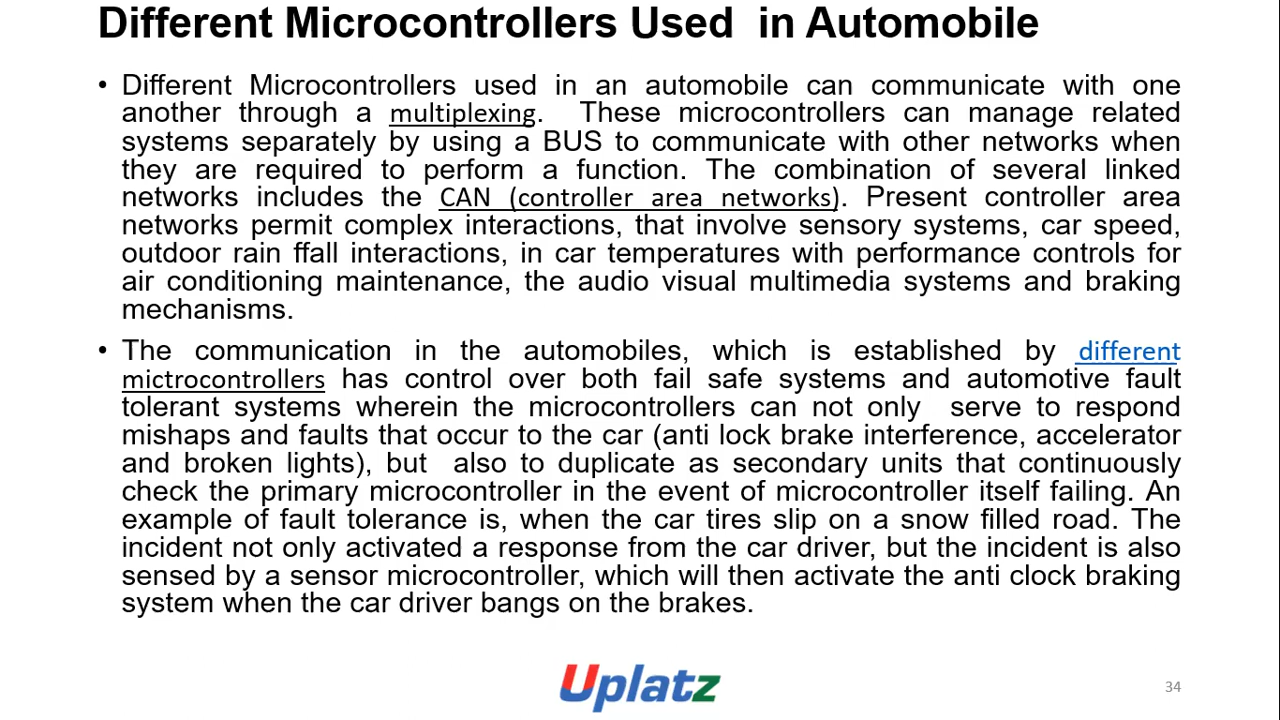 Different Microcontrollers Used in Automobile
• Different Microcontrollers used in an automobile can communicate with one
another through a multiplexing. These microcontrollers can manage related
systems separately by using a BUS to communicate with other networks when
they are required to perform a function. The combination of several linked
networks includes the CAN (controller area networks). Present controller area
networks permit complex interactions, that involve sensory systems, car speed,
outdoor rain ffall interactions, in car temperatures with performance controls for
air conditioning maintenance, the audio visual multimedia systems and braking
mechanisms.
• The communication in the automobiles, which is established by different
mictrocontrollers has control over both fail safe systems and automotive fault
tolerant systems wherein the microcontrollers can not only serve to respond
mishaps and faults that occur to the car (anti lock brake interference, accelerator
and broken lights), but also to duplicate as secondary units that continuously
check the primary microcontroller in the event of microcontroller itself failing. An
example of fault tolerance is, when the car tires slip on a snow filled road. The
incident not only activated a response from the car driver, but the incident is also
sensed by a sensor microcontroller, which will then activate the anti clock braking
system when the car driver bangs on the brakes.
Uplatz
34